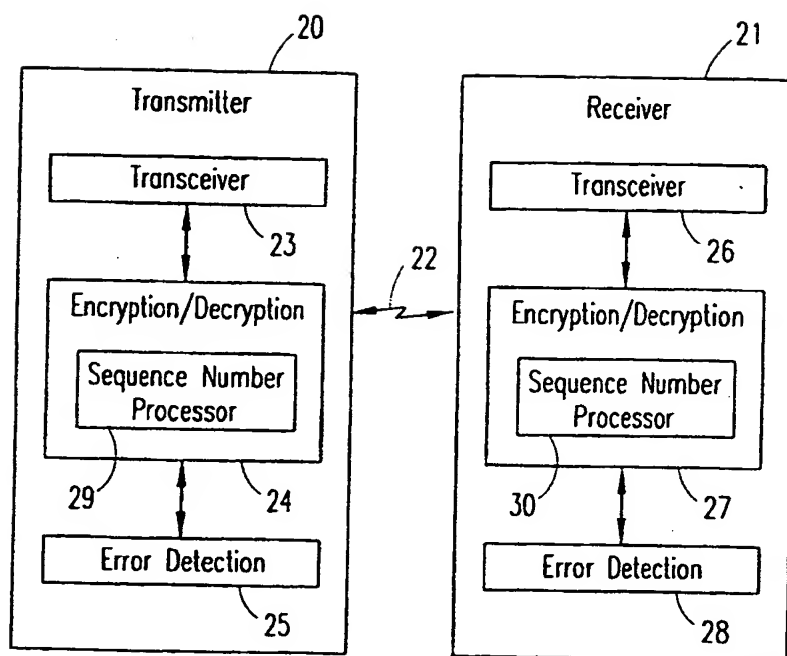 20
21
Transmitter
Receiver
Transceiver
Transceiver
23
26
22
Encryption/Decryption
Encryption/Decryption
Sequence Number
Processor
Sequence Number
Processor
29
24
30
27
Error Detection
Error Detection
25
28